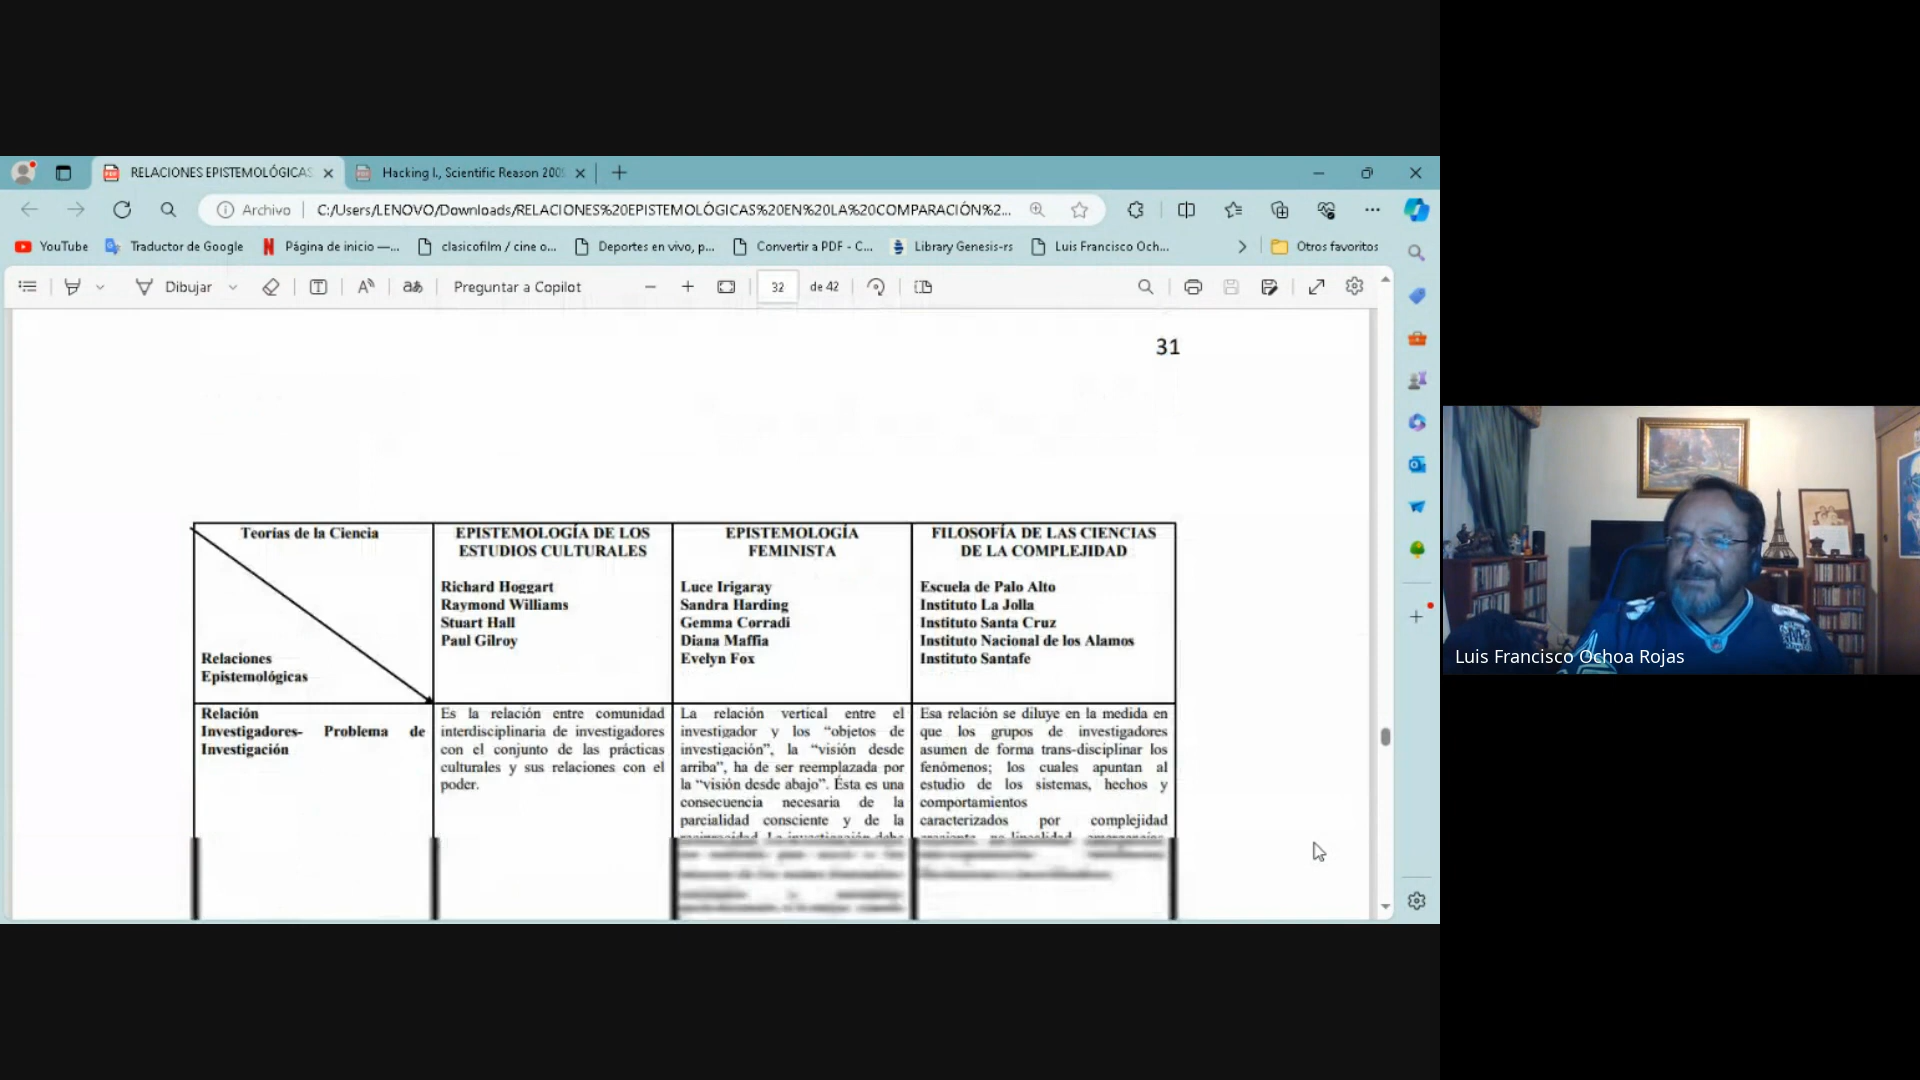 RELACIONES EPISTEMOLÓGICAS
Hacking I., Scientific Reason 200
Archivo
C:/Users/LENOVO/Downloads/RELACIONES%20EPISTEMOLÓGICAS%20EN%20LA%20COMPARACIÓN%2...
YouTube
Traductor de Google
Página de inicio —...
clasicofilm / cine o...
Deportes en vivo, p...
Convertir a PDF - C...
Library Genesis-rs
Luis Francisco Och...
Otros favoritos
Dibujar
Preguntar a Copilot
32
de 42
31
Teorías de la Ciencia
Relaciones
Epistemológicas
EPISTEMOLOGÍA DE LOS
ESTUDIOS CULTURALES
Richard Hoggart
Raymond Williams
Stuart Hall
Paul Gilroy
EPISTEMOLOGÍA
FEMINISTA
Luce Irigaray
Sandra Harding
Gemma Corradi
Diana Maffia
Evelyn Fox
FILOSOFÍA DE LAS CIENCIAS
DE LA COMPLEJIDAD
Escuela de Palo Alto
Instituto La Jolla
Instituto Santa Cruz
Instituto Nacional de los Alamos
Instituto Santafe
Relación
Investigadores- Problema de
Investigación
Es la relación entre comunidad
interdisciplinaria de investigadores
con el conjunto de las prácticas
culturales y sus relaciones con el
poder.
La relación vertical entre el
investigador y los “objetos de
investigación”, la “visión desde
arriba”, ha de ser reemplazada por
la “visión desde abajo”. Ésta es una
consecuencia necesaria de la
parcialidad consciente y de la
Esa relación se diluye en la medida en
que los grupos de investigadores
asumen de forma trans-disciplinar los
fenómenos; los cuales apuntan al
estudio de los sistemas, hechos y
comportamientos
caracterizados por complejidad
Luis Francisco Ochoa Rojas